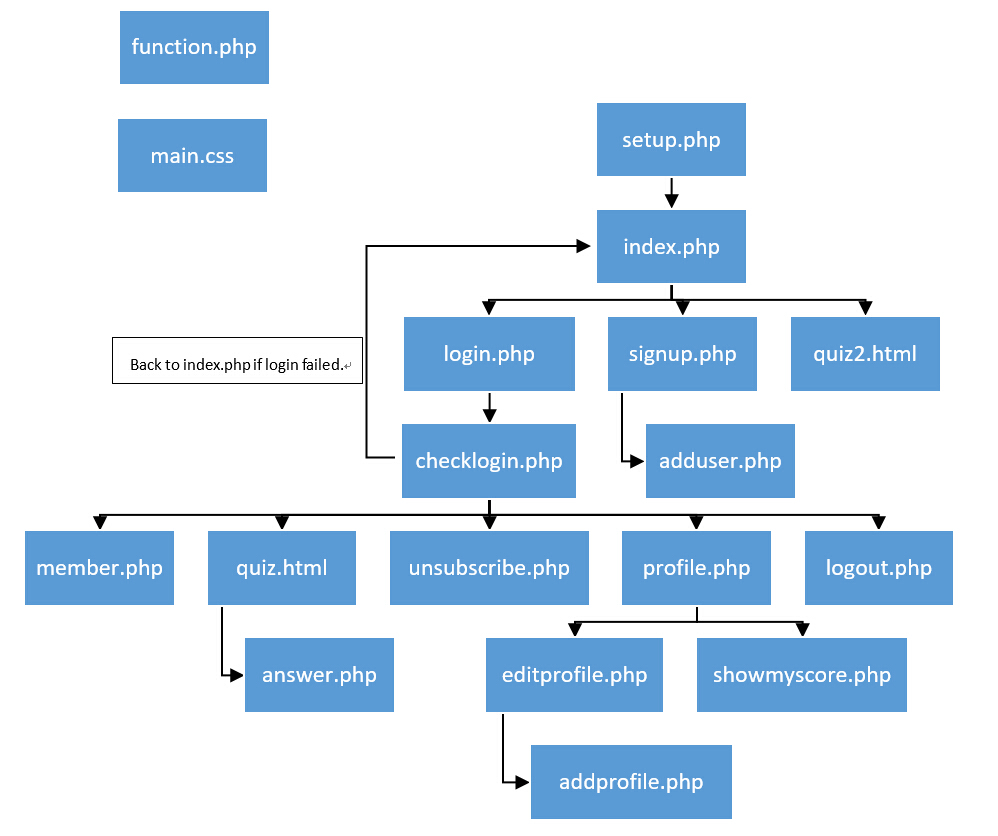 function.php
main.css
setup.php
index.php
login.php
signup.php
quiz2.html
Back to index.php if login failed.↵
checklogin.php
adduser.php
member.php
quiz.html
unsubscribe.php
profile.php
logout.php
answer.php
editprofile.php
showmyscore.php
addprofile.php